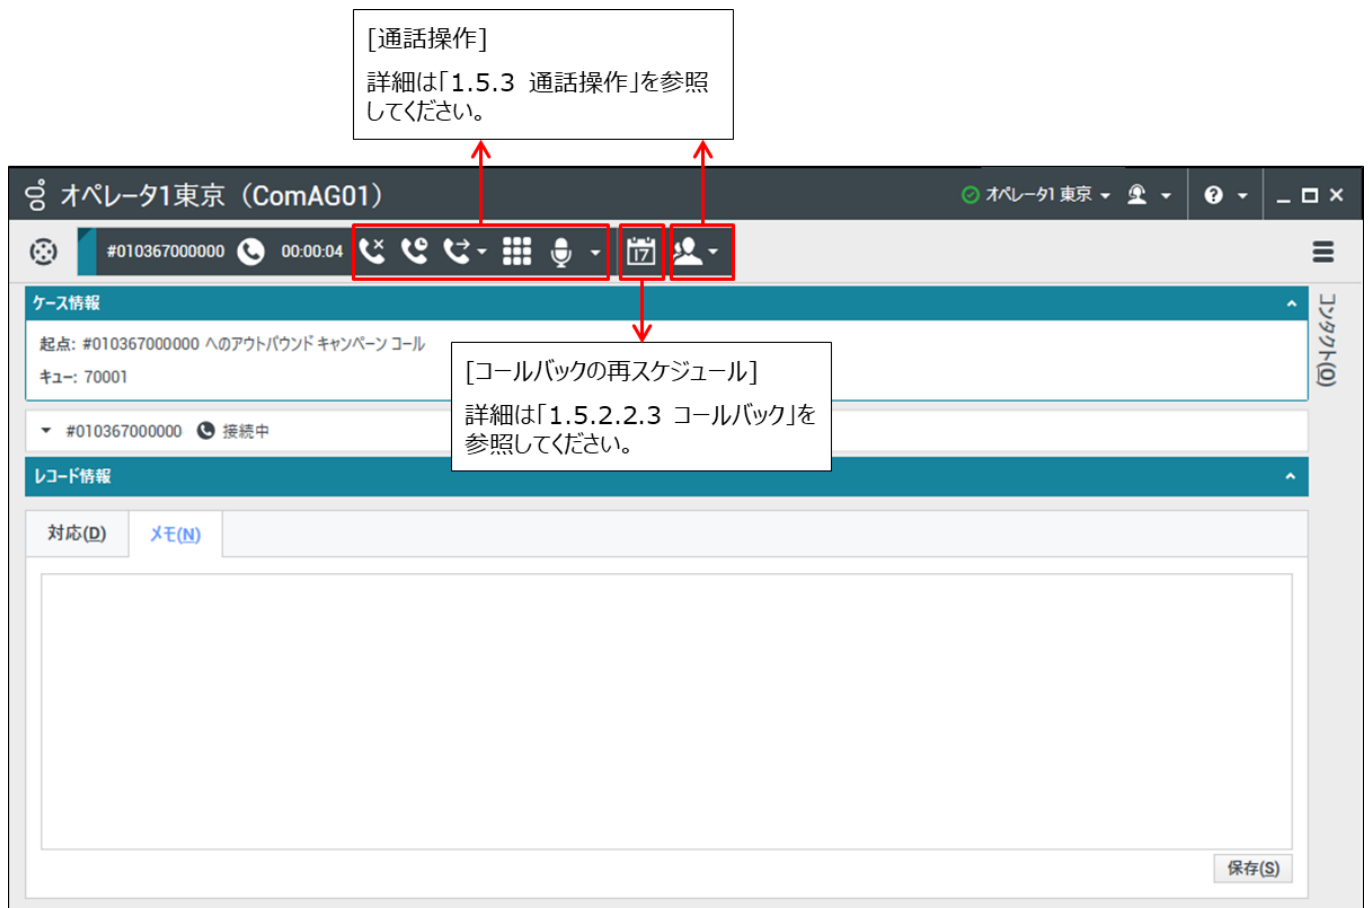 [通話操作]
詳細は「1.5.3 通話操作」を参照
してください。
オペレータ1東京（ComAG01）
オペレータ1 東京
#010367000000 00:00:04
17
ケース情報
起点: #010367000000 へのアウトバウンド キャンペーン コール
キュー: 70001
コンタクト(O)
[コールバックの再スケジュール]
詳細は「1.5.2.2.3 コールバック」を
参照してください。
#010367000000 接続中
レコード情報
対応(D) メモ(N)
保存(S)